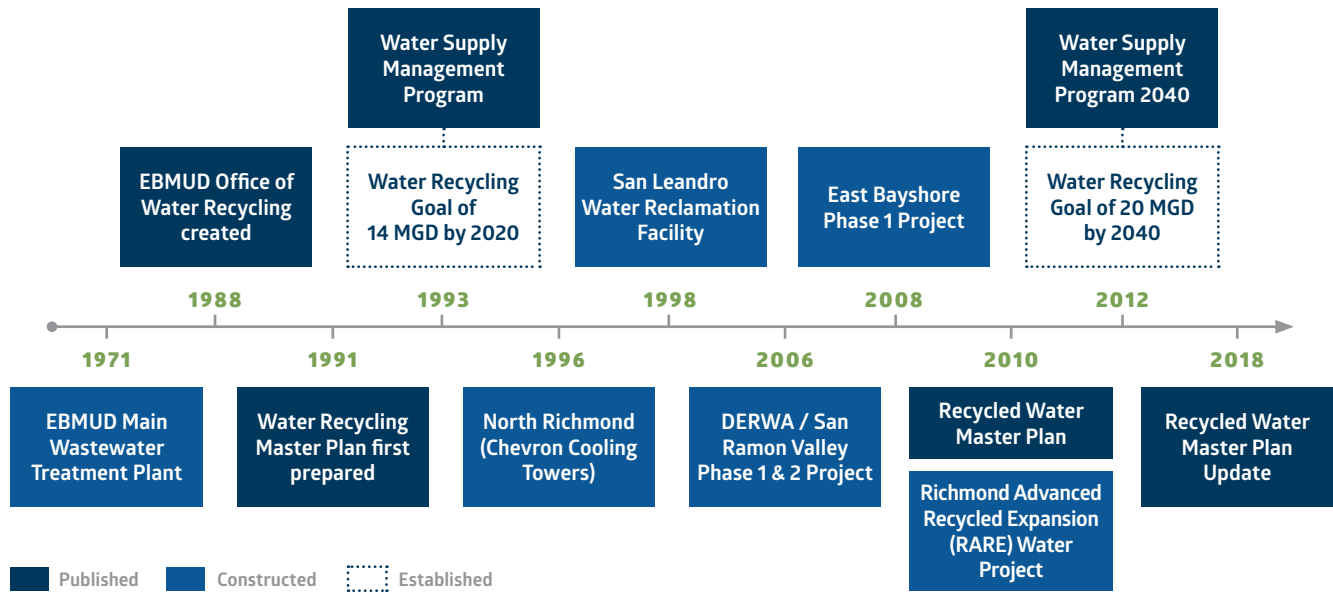 Water Supply
Management
Program
Water Supply
Management
Program 2040
EBMUD Office of
Water Recycling
created
Water Recycling
Goal of
14 MGD by 2020
San Leandro
Water Reclamation
Facility
East Bayshore
Phase 1 Project
Water Recycling
Goal of 20 MGD
by 2040
1988
1993
1998
2008
2012
1971
1991
1996
2006
2010
2018
EBMUD Main
Wastewater
Treatment Plant
Water Recycling
Master Plan first
prepared
North Richmond
(Chevron Cooling
Towers)
DERWA / San
Ramon Valley
Phase 1 & 2 Project
Recycled Water
Master Plan
Richmond Advanced
Recycled Expansion
(RARE) Water
Project
Recycled Water
Master Plan
Update
Published
Constructed
Established